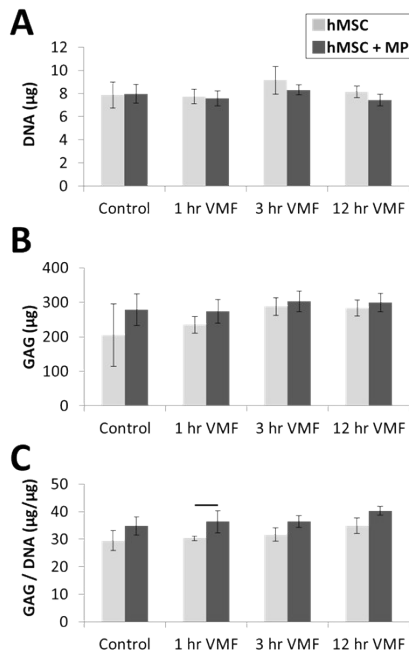 A
hMSC
hMSC + MP
DNA (µg)
12
10
8
6
4
2
0
Control 1 hr VMF 3 hr VMF 12 hr VMF
B
GAG (µg)
400
300
200
100
0
Control 1 hr VMF 3 hr VMF 12 hr VMF
C
GAG / DNA (µg/µg)
50
40
30
20
10
0
Control 1 hr VMF 3 hr VMF 12 hr VMF